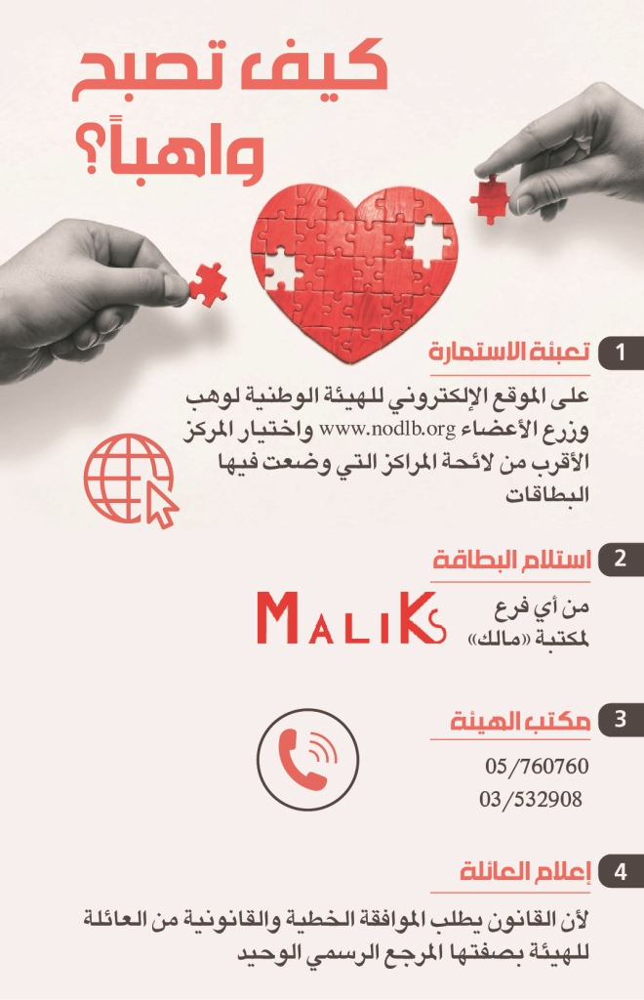 كيف تصبح
واهباً؟
1 تعبئة الاستمارة
على الموقع الإلكتروني للهيئة الوطنية لوهب
وزرع الأعضاء www.nodlb.org واختيار المركز
الأقرب من لائحة المراكز التي وضعت فيها
البطاقات
2 استلام البطاقة
من أي فرع
لمكتبة «مالك»
MALIKS
3 مكتب الهيئة
05/760760
03/532908
4 إعلام العائلة
لأن القانون يطلب الموافقة الخطية والقانونية من العائلة
للهيئة بصفتها المرجع الرسمي الوحيد